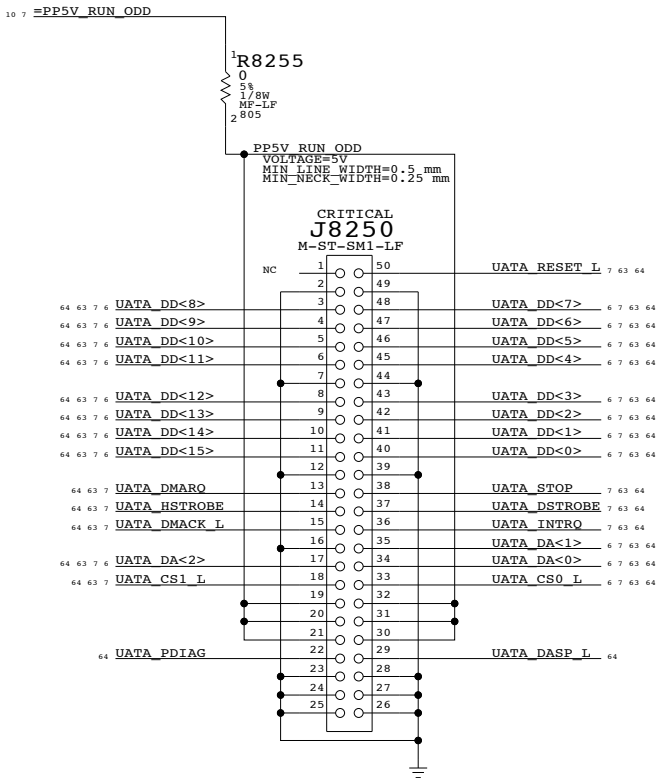 10 7 =PP5V_RUN_ODD
1
R8255
0
5%
1/8W
MF-LF
2 805
PP5V_RUN_ODD
VOLTAGE=5V
MIN_LINE_WIDTH=0.5 mm
MIN_NECK_WIDTH=0.25 mm
CRITICAL
J8250
M-ST-SM1-LF
NC 1 50 UATA_RESET_L 7 63 64
2 49
64 63 7 6 UATA_DD<8> 3 48 UATA_DD<7> 6 7 63 64
64 63 7 6 UATA_DD<9> 4 47 UATA_DD<6> 6 7 63 64
64 63 7 6 UATA_DD<10> 5 46 UATA_DD<5> 6 7 63 64
64 63 7 6 UATA_DD<11> 6 45 UATA_DD<4> 6 7 63 64
7 44
64 63 7 6 UATA_DD<12> 8 43 UATA_DD<3> 6 7 63 64
64 63 7 6 UATA_DD<13> 9 42 UATA_DD<2> 6 7 63 64
64 63 7 6 UATA_DD<14> 10 41 UATA_DD<1> 6 7 63 64
64 63 7 6 UATA_DD<15> 11 40 UATA_DD<0> 6 7 63 64
12 39
64 63 7 UATA_DMARQ 13 38 UATA_STOP 7 63 64
64 63 7 UATA_HSTROBE 14 37 UATA_DSTROBE 7 63 64
64 63 7 UATA_DMACK_L 15 36 UATA_INTRQ 7 63 64
16 35 UATA_DA<1> 6 7 63 64
64 63 7 6 UATA_DA<2> 17 34 UATA_DA<0> 6 7 63 64
64 63 7 UATA_CS1_L 18 33 UATA_CS0_L 6 7 63 64
19 32
20 31
21 30
64 UATA_PDIAG 22 29 UATA_DASP_L 64
23 28
24 27
25 26